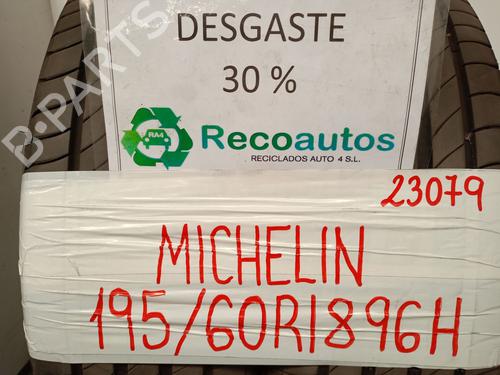 DESGASTE
30 %
RA4
Recoautos
RECICLADOS AUTO 4 S.L.
23079
MICHELIN
195/60R1896H
B-PARTS